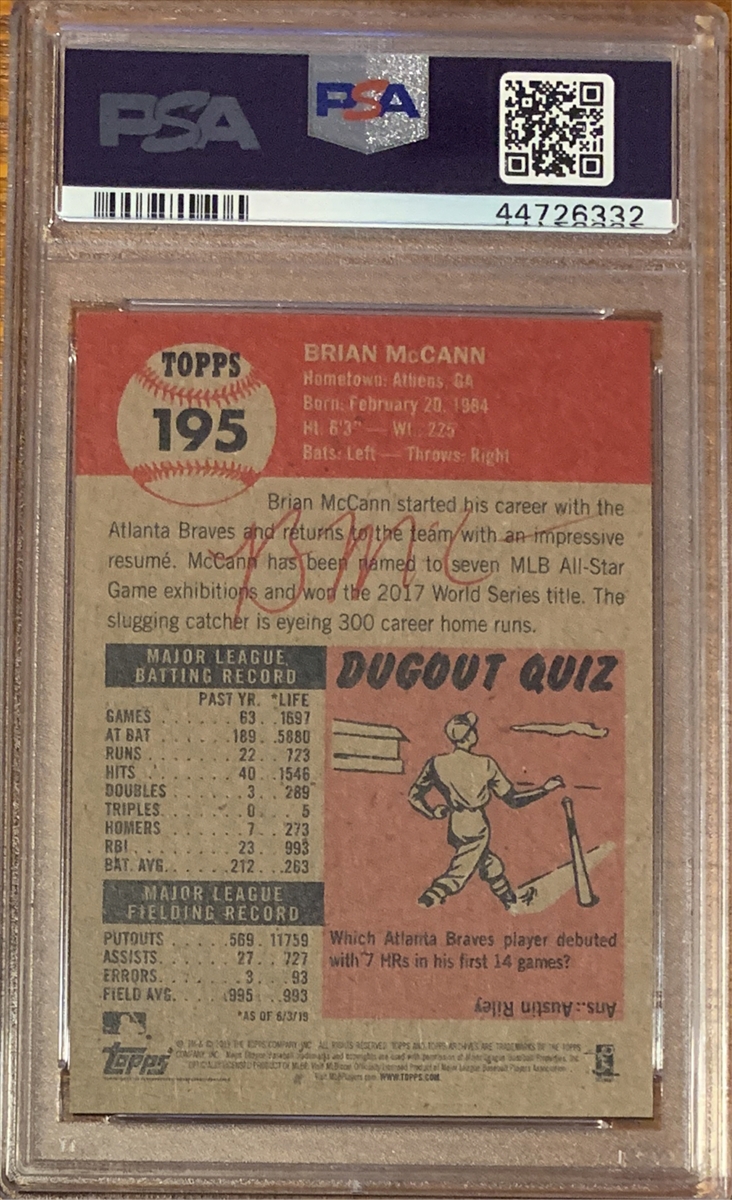 PSA
PSA
44726332
TOPPS
195
BRIAN McCANN
Hometown: Athens, GA
Born: February 20, 1984
Ht. 6'3" — Wt. 225
Bats: Left — Throws: Right
Brian McCann started his career with the
Atlanta Braves and returns to the team with an impressive
resumé. McCann has been named to seven MLB All-Star
Game exhibitions and won the 2017 World Series title. The
slugging catcher is eyeing 300 career home runs.
MAJOR LEAGUE
BATTING RECORD
PAST YR. *LIFE
GAMES . . . . . . 63 . . 1697
AT BAT . . . . . . 189 . . 5880
RUNS . . . . . . 22 . . . 723
HITS . . . . . . 40 . . 1546
DOUBLES . . . . . 3 . . . 289
TRIPLES . . . . . . 0 . . . . . 5
HOMERS . . . . . 7 . . . 273
RBI . . . . . . 23 . . . 993
BAT. AVG. . . . . .212 . . .263
MAJOR LEAGUE
FIELDING RECORD
PUTOUTS . . . . . 569 . 11759
ASSISTS . . . . . . 27 . . . 727
ERRORS . . . . . . 3 . . . . 93
FIELD AVG. . . . .995 . . .993
*AS OF 6/3/19
DUGOUT QUIZ
Which Atlanta Braves player debuted
with 7 HRs in his first 14 games?
Ans.: Austin Riley
Topps
WWW.TOPPS.COM